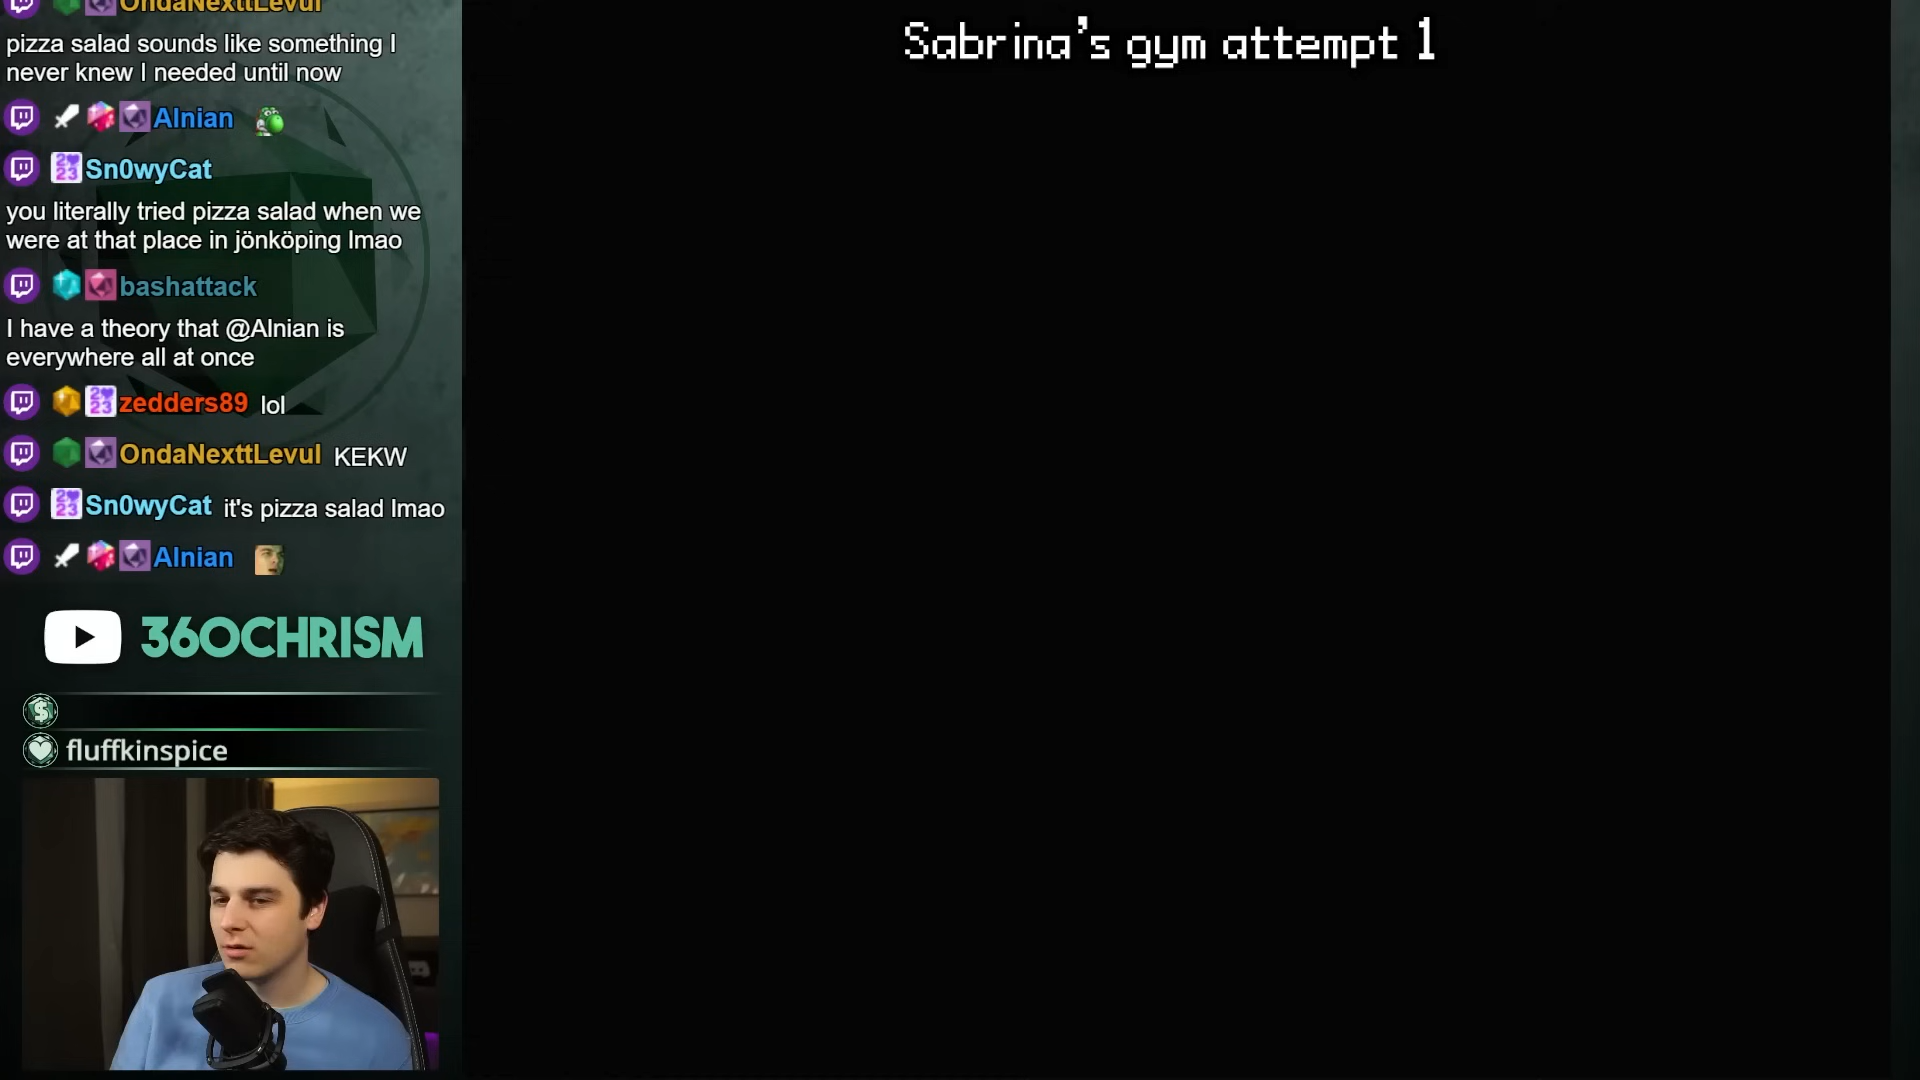 OndaNexttLevul
pizza salad sounds like something I
never knew I needed until now
Alnian
Sn0wyCat
you literally tried pizza salad when we
were at that place in jönköping lmao
bashattack
I have a theory that @Alnian is
everywhere all at once
zedders89 lol
OndaNexttLevul KEKW
Sn0wyCat it's pizza salad lmao
Alnian
360CHRISM
fluffkinspice
Sabrina's gym attempt 1